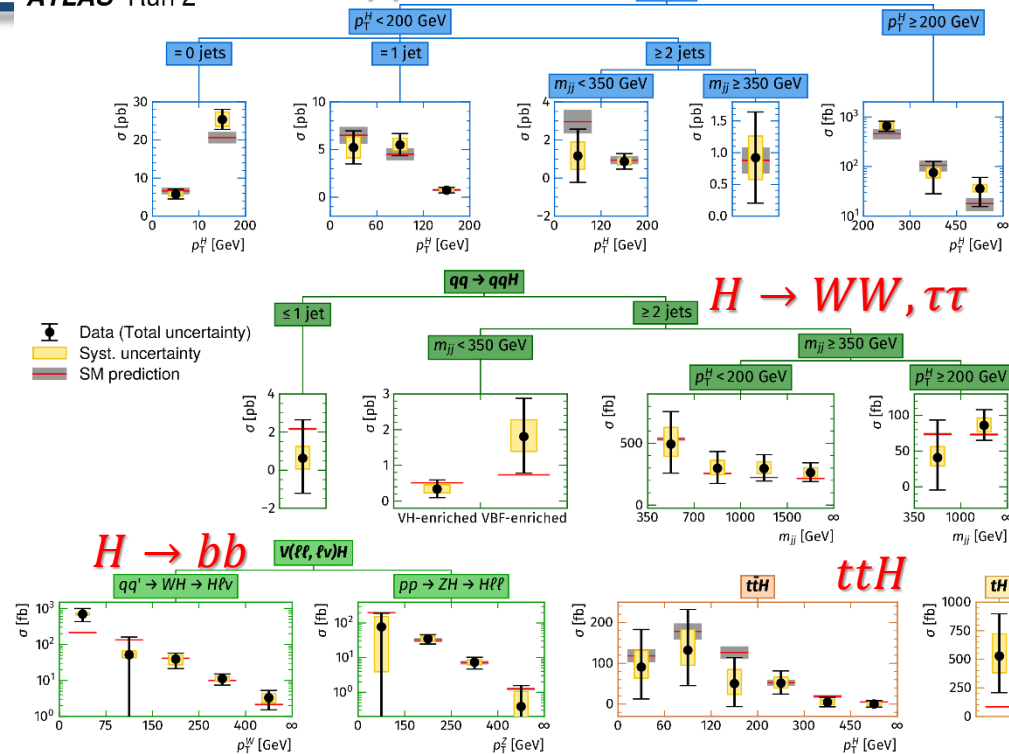 ATLAS Run 2
p_T^H < 200 GeV
p_T^H ≥ 200 GeV
= 0 jets
= 1 jet
≥ 2 jets
m_jj < 350 GeV
m_jj ≥ 350 GeV
σ [pb]
30
20
10
0
0 10 200
p_T^H [GeV]
σ [pb]
10
5
0
0 60 120 200
p_T^H [GeV]
σ [pb]
4
2
0
−2
0 120 200
p_T^H [GeV]
σ [pb]
1.5
1.0
0.5
0.0
σ [fb]
10³
10²
10¹
200 300 450 ∞
p_T^H [GeV]
qq → qqH
H → WW, ττ
≤ 1 jet
≥ 2 jets
Data (Total uncertainty)
Syst. uncertainty
SM prediction
m_jj < 350 GeV
m_jj ≥ 350 GeV
p_T^H < 200 GeV
p_T^H ≥ 200 GeV
σ [pb]
4
2
0
−2
σ [pb]
3
2
1
0
VH-enriched VBF-enriched
σ [fb]
500
0
350 700 1000 1500 ∞
m_jj [GeV]
σ [fb]
100
50
0
350 1000 ∞
m_jj [GeV]
H → bb
V(ℓℓ, ℓν)H
qq' → WH → Hℓν
pp → ZH → Hℓℓ
σ [fb]
10³
10²
10¹
10⁰
0 75 150 250 400 ∞
p_T^W [GeV]
σ [fb]
10²
10¹
10⁰
0 75 150 250 400 ∞
p_T^Z [GeV]
tt̄H
ttH
σ [fb]
200
100
0
0 60 120 200 300 450 ∞
p_T^H [GeV]
tH
σ [fb]
1000
750
500
250
0